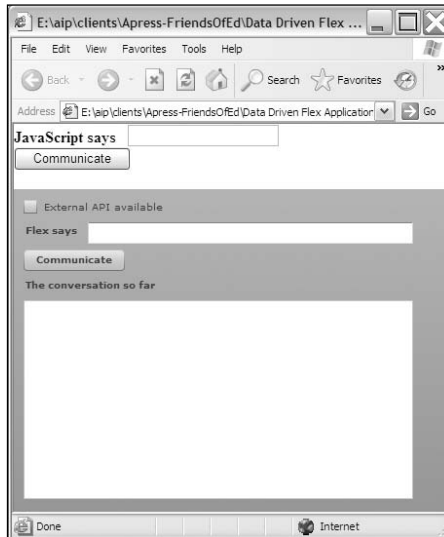 E:\aip\clients\Apress-FriendsOfEd\Data Driven Flex ...
File Edit View Favorites Tools Help
Back Search Favorites »
Address E:\aip\clients\Apress-FriendsOfEd\Data Driven Flex Application Go
JavaScript says
Communicate
External API available
Flex says
Communicate
The conversation so far
Done Internet